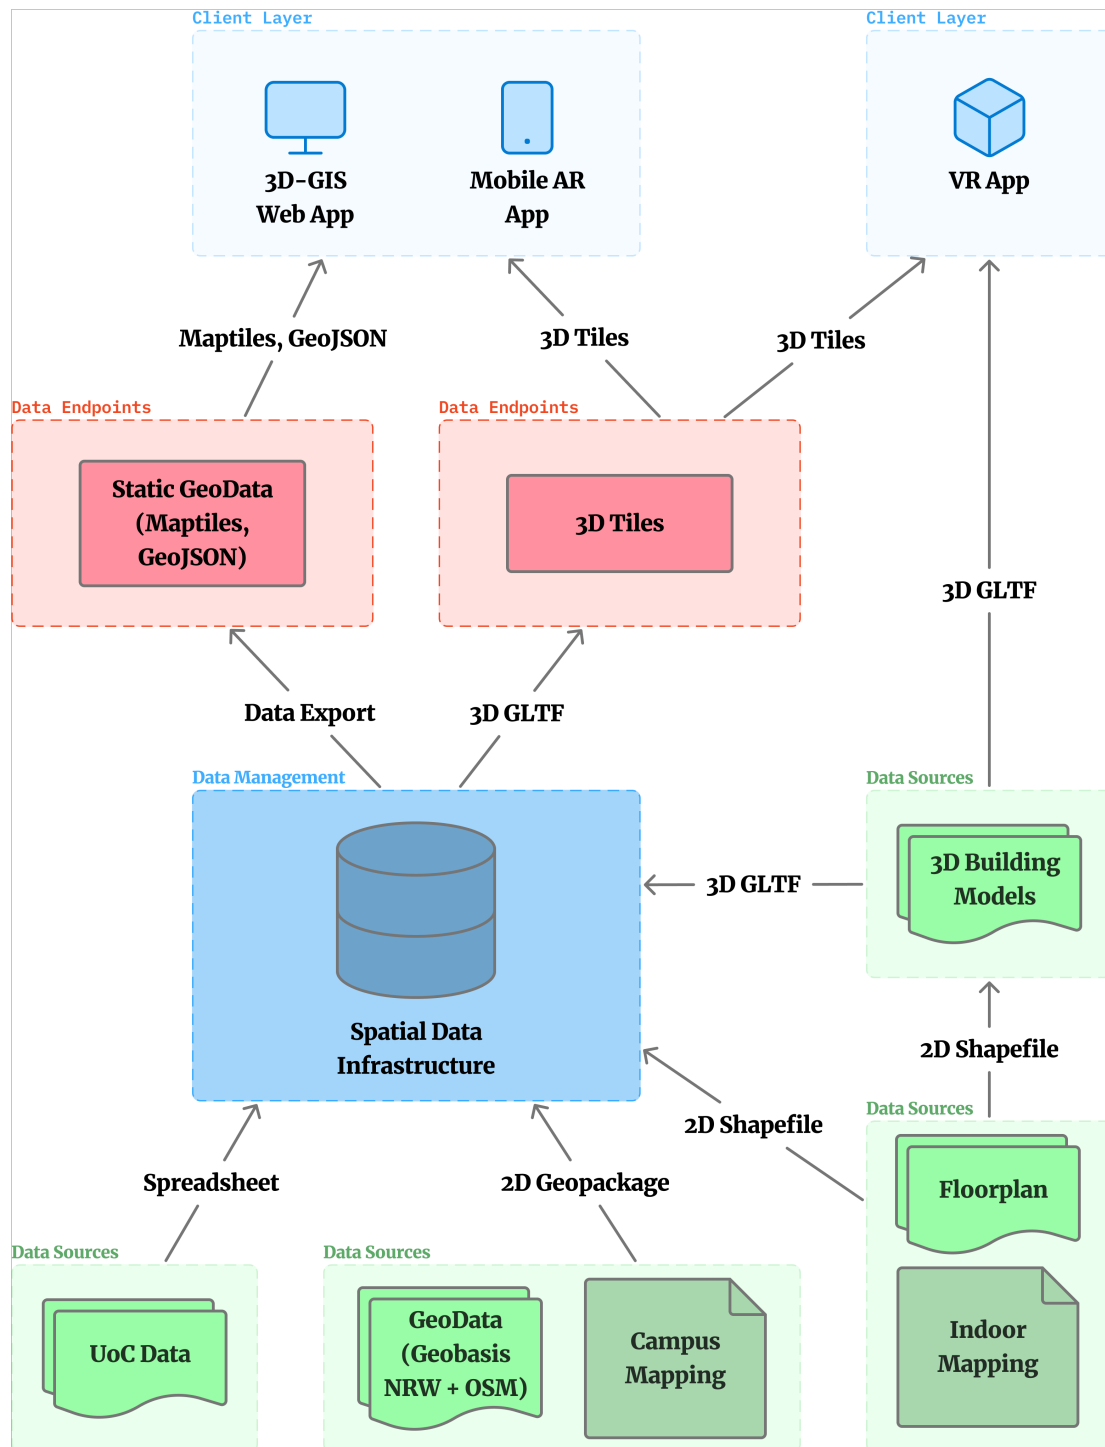 Client Layer
Client Layer
3D-GIS
Web App
Mobile AR
App
VR App
Maptiles, GeoJSON
3D Tiles
3D Tiles
Data Endpoints
Data Endpoints
Static GeoData
(Maptiles,
GeoJSON)
3D Tiles
3D GLTF
Data Export
3D GLTF
Data Management
Data Sources
3D Building
Models
3D GLTF
Spatial Data
Infrastructure
2D Shapefile
Data Sources
2D Shapefile
Spreadsheet
2D Geopackage
Floorplan
Data Sources
Data Sources
UoC Data
GeoData
(Geobasis
NRW + OSM)
Campus
Mapping
Indoor
Mapping